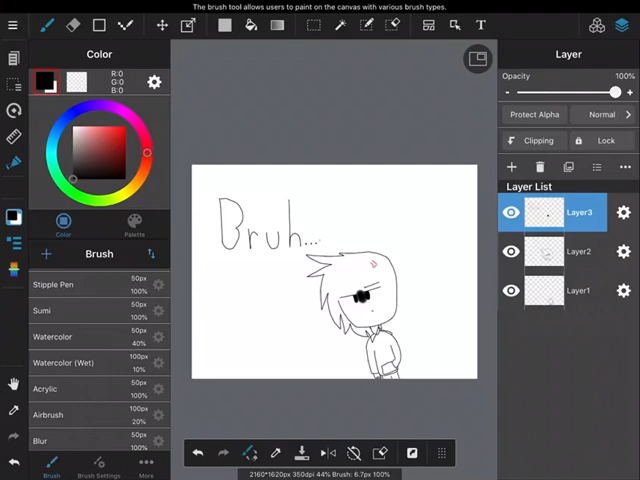 The brush tool allows users to paint on the canvas with various brush types.
T
Color
R:0
G:0
B:0
Color
Palette
Brush
Stipple Pen
50px
100%
Sumi
50px
100%
Watercolor
50px
40%
Watercolor (Wet)
100px
10%
Acrylic
50px
100%
Airbrush
100px
20%
Blur
50px
100%
Brush
Brush Settings
More
Bruh...
2160*1620px 350dpi 44% Brush: 6.7px 100%
Layer
Opacity
100%
Protect Alpha
Normal
Clipping
Lock
Layer List
Layer3
Layer2
Layer1